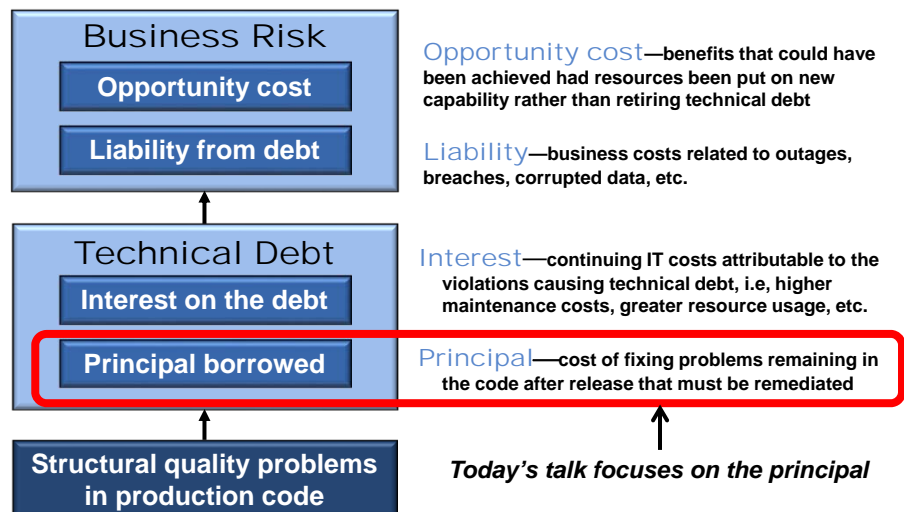 Business Risk
Opportunity cost
Liability from debt
Opportunity cost—benefits that could have
been achieved had resources been put on new
capability rather than retiring technical debt
Liability—business costs related to outages,
breaches, corrupted data, etc.
Technical Debt
Interest on the debt
Principal borrowed
Interest—continuing IT costs attributable to the
violations causing technical debt, i.e, higher
maintenance costs, greater resource usage, etc.
Principal—cost of fixing problems remaining in
the code after release that must be remediated
Structural quality problems
in production code
Today's talk focuses on the principal